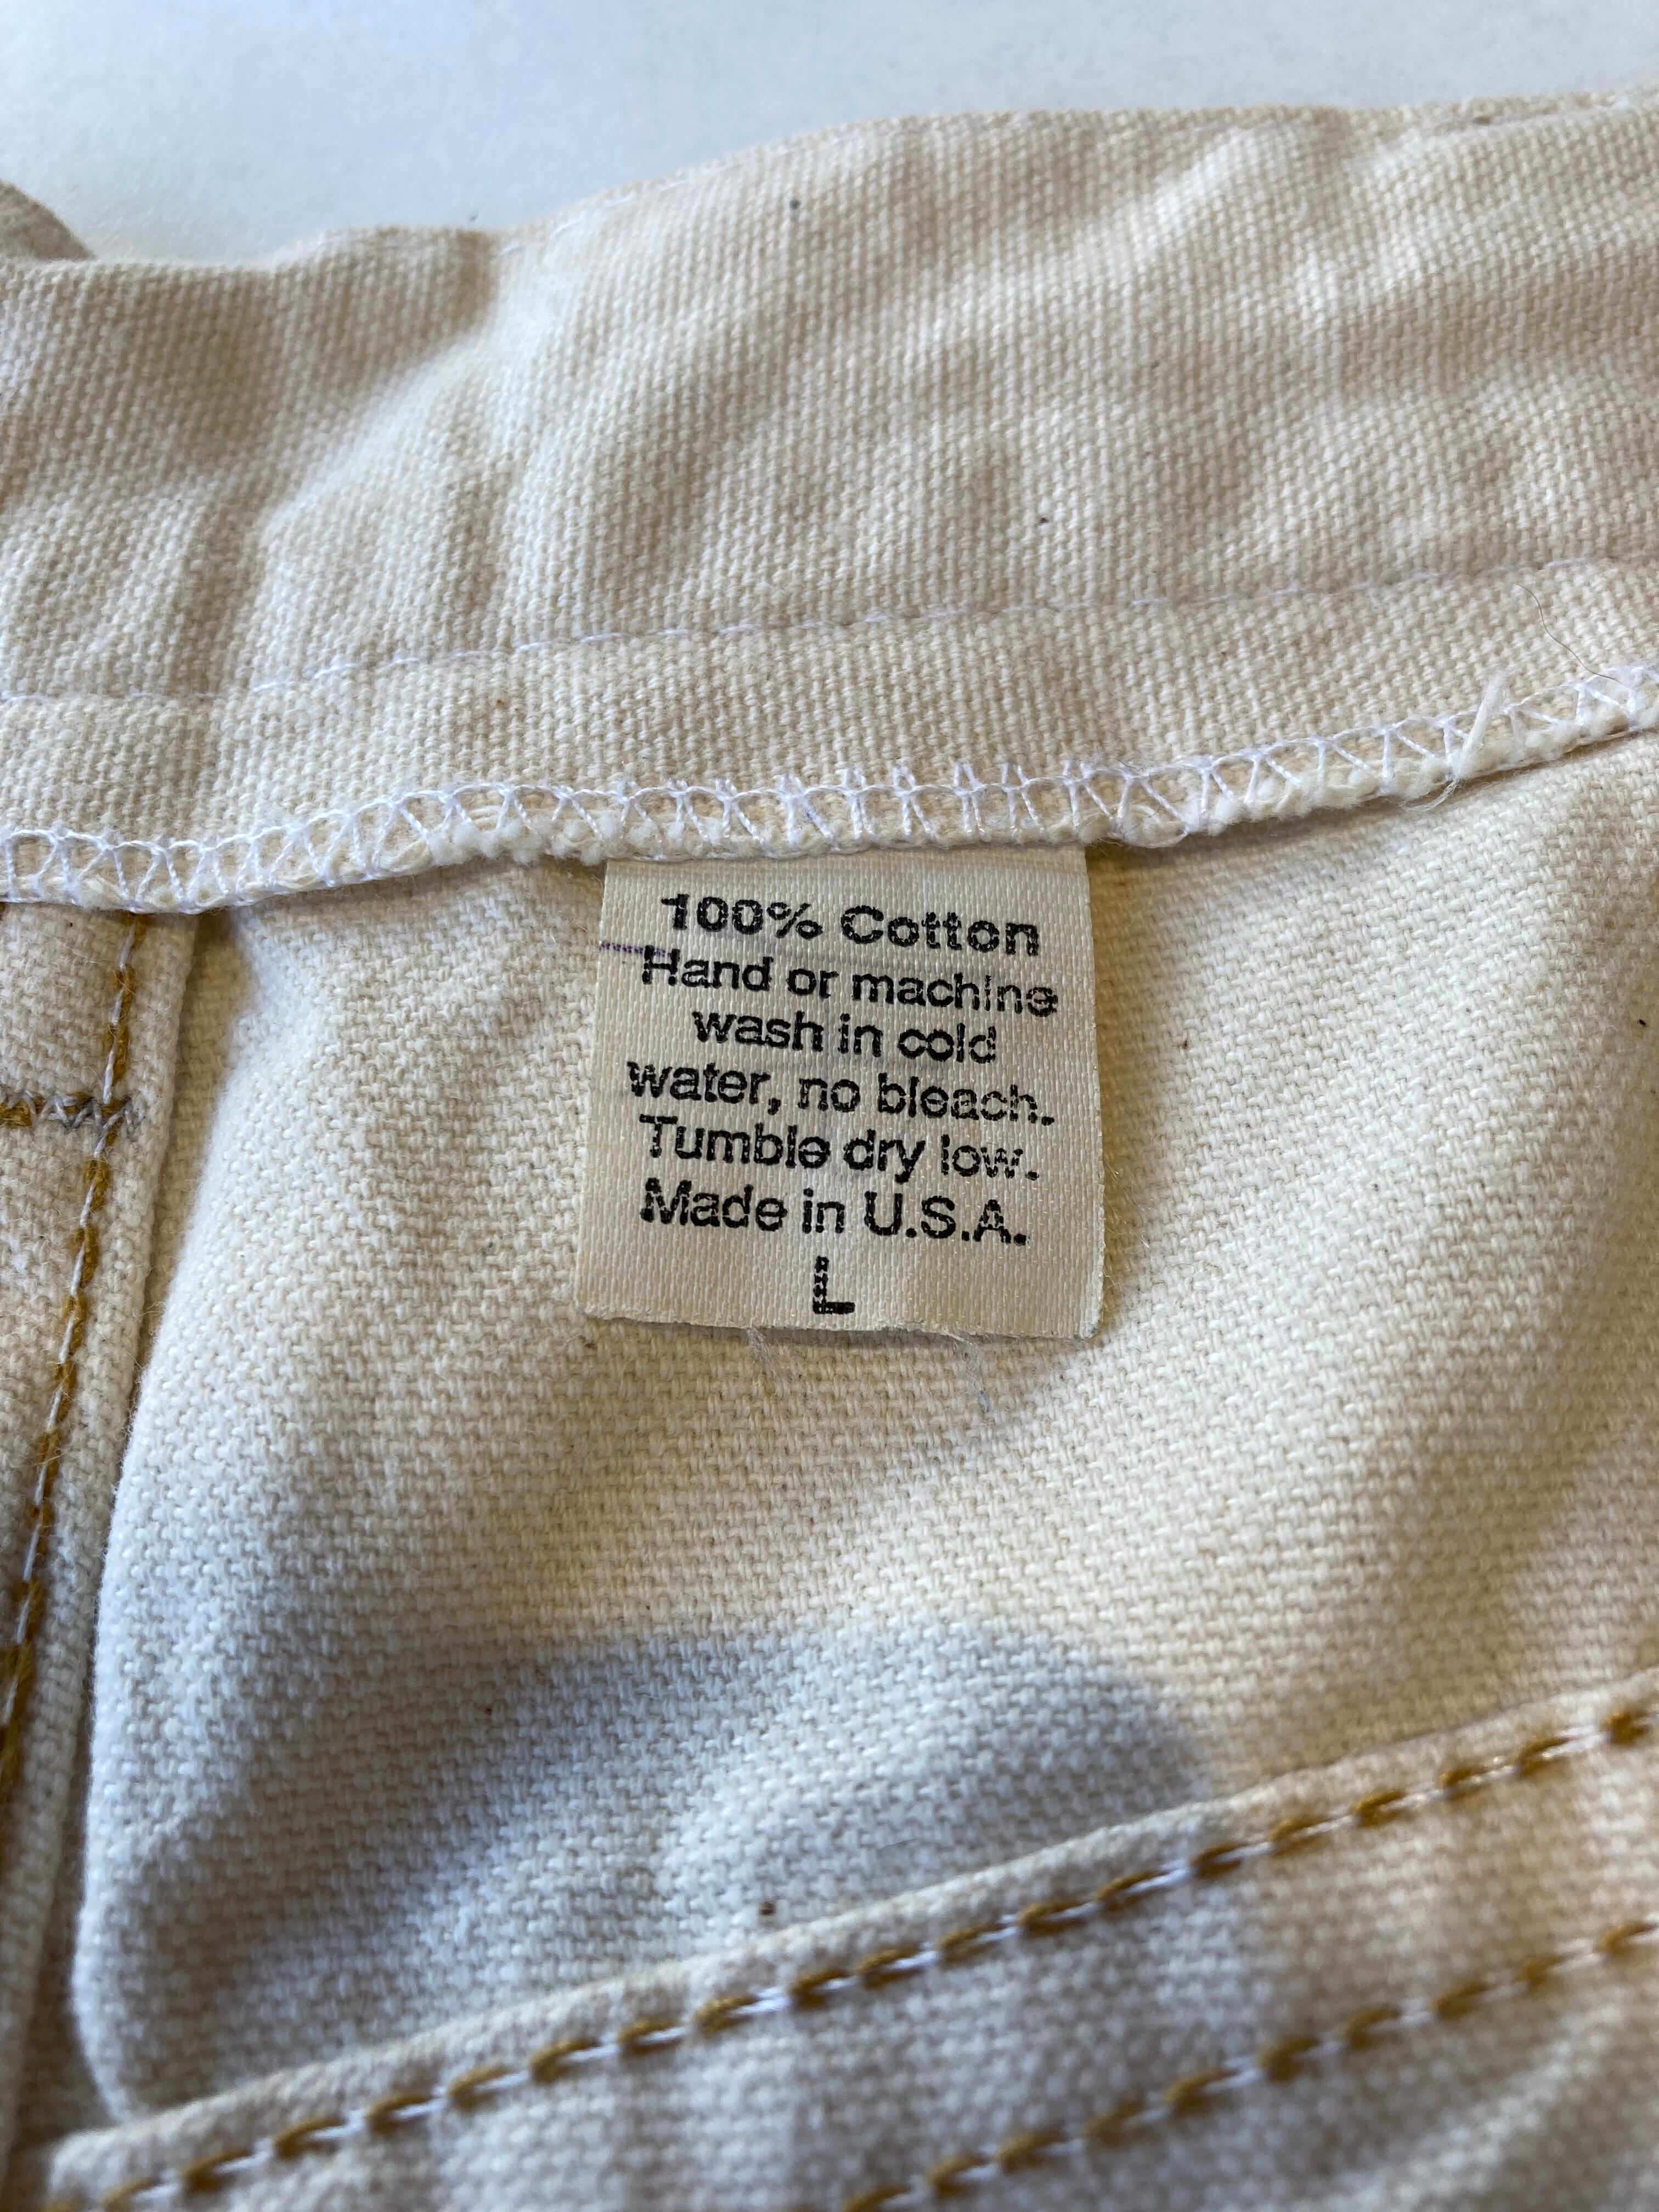 100% Cotton
Hand or machine
wash in cold
water, no bleach.
Tumble dry low.
Made in U.S.A.
L